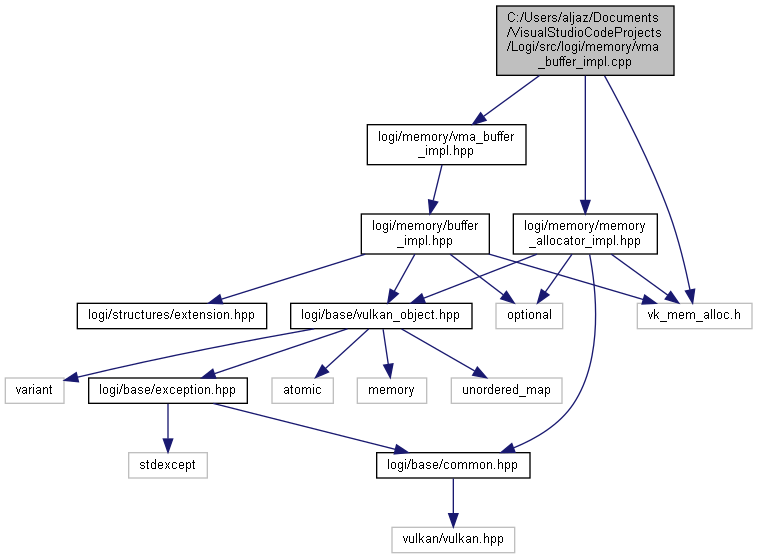 C:/Users/aljaz/Documents
/VisualStudioCodeProjects
/Logi/src/logi/memory/vma
_buffer_impl.cpp
logi/memory/vma_buffer
_impl.hpp
logi/memory/buffer
_impl.hpp
logi/memory/memory
_allocator_impl.hpp
logi/structures/extension.hpp
logi/base/vulkan_object.hpp
optional
vk_mem_alloc.h
variant
logi/base/exception.hpp
atomic
memory
unordered_map
stdexcept
logi/base/common.hpp
vulkan/vulkan.hpp